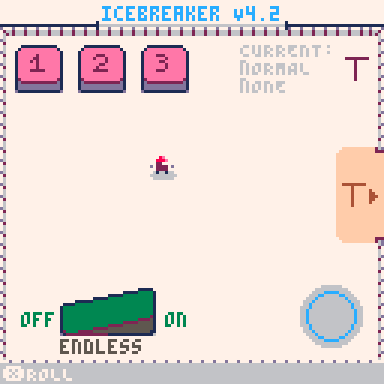 ICEBREAKER v4.2
1 2 3
CURRENT:
NORMAL
NONE
T
T
OFF ON
ENDLESS
ROLL